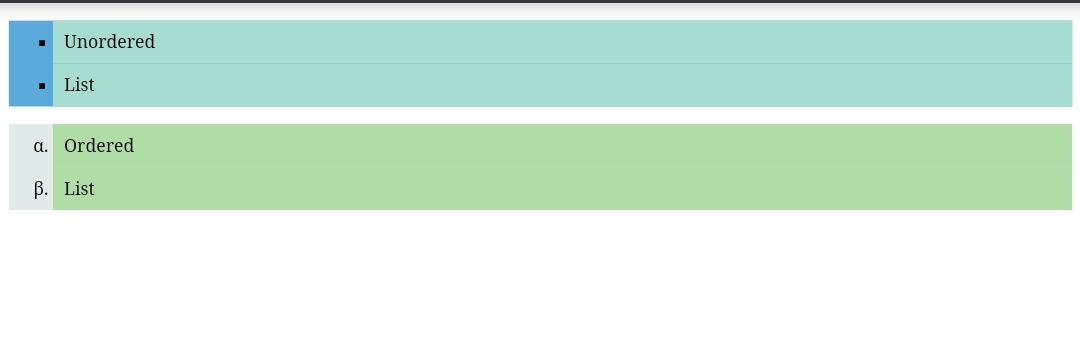 ▪ Unordered
▪ List
α. Ordered
β. List